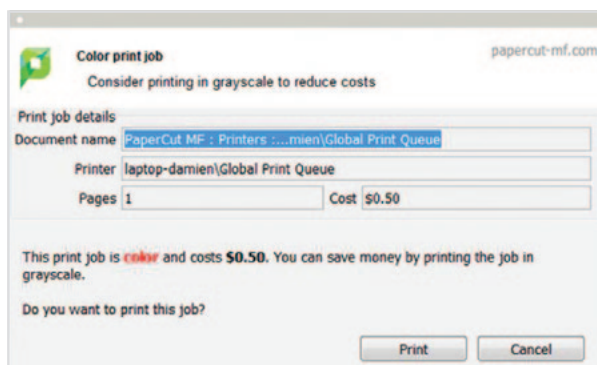 Color print job
papercut-mf.com
Consider printing in grayscale to reduce costs
Print job details
Document name PaperCut MF : Printers :...mien\Global Print Queue
Printer laptop-damien\Global Print Queue
Pages 1 Cost $0.50
This print job is color and costs $0.50. You can save money by printing the job in
grayscale.
Do you want to print this job?
Print Cancel